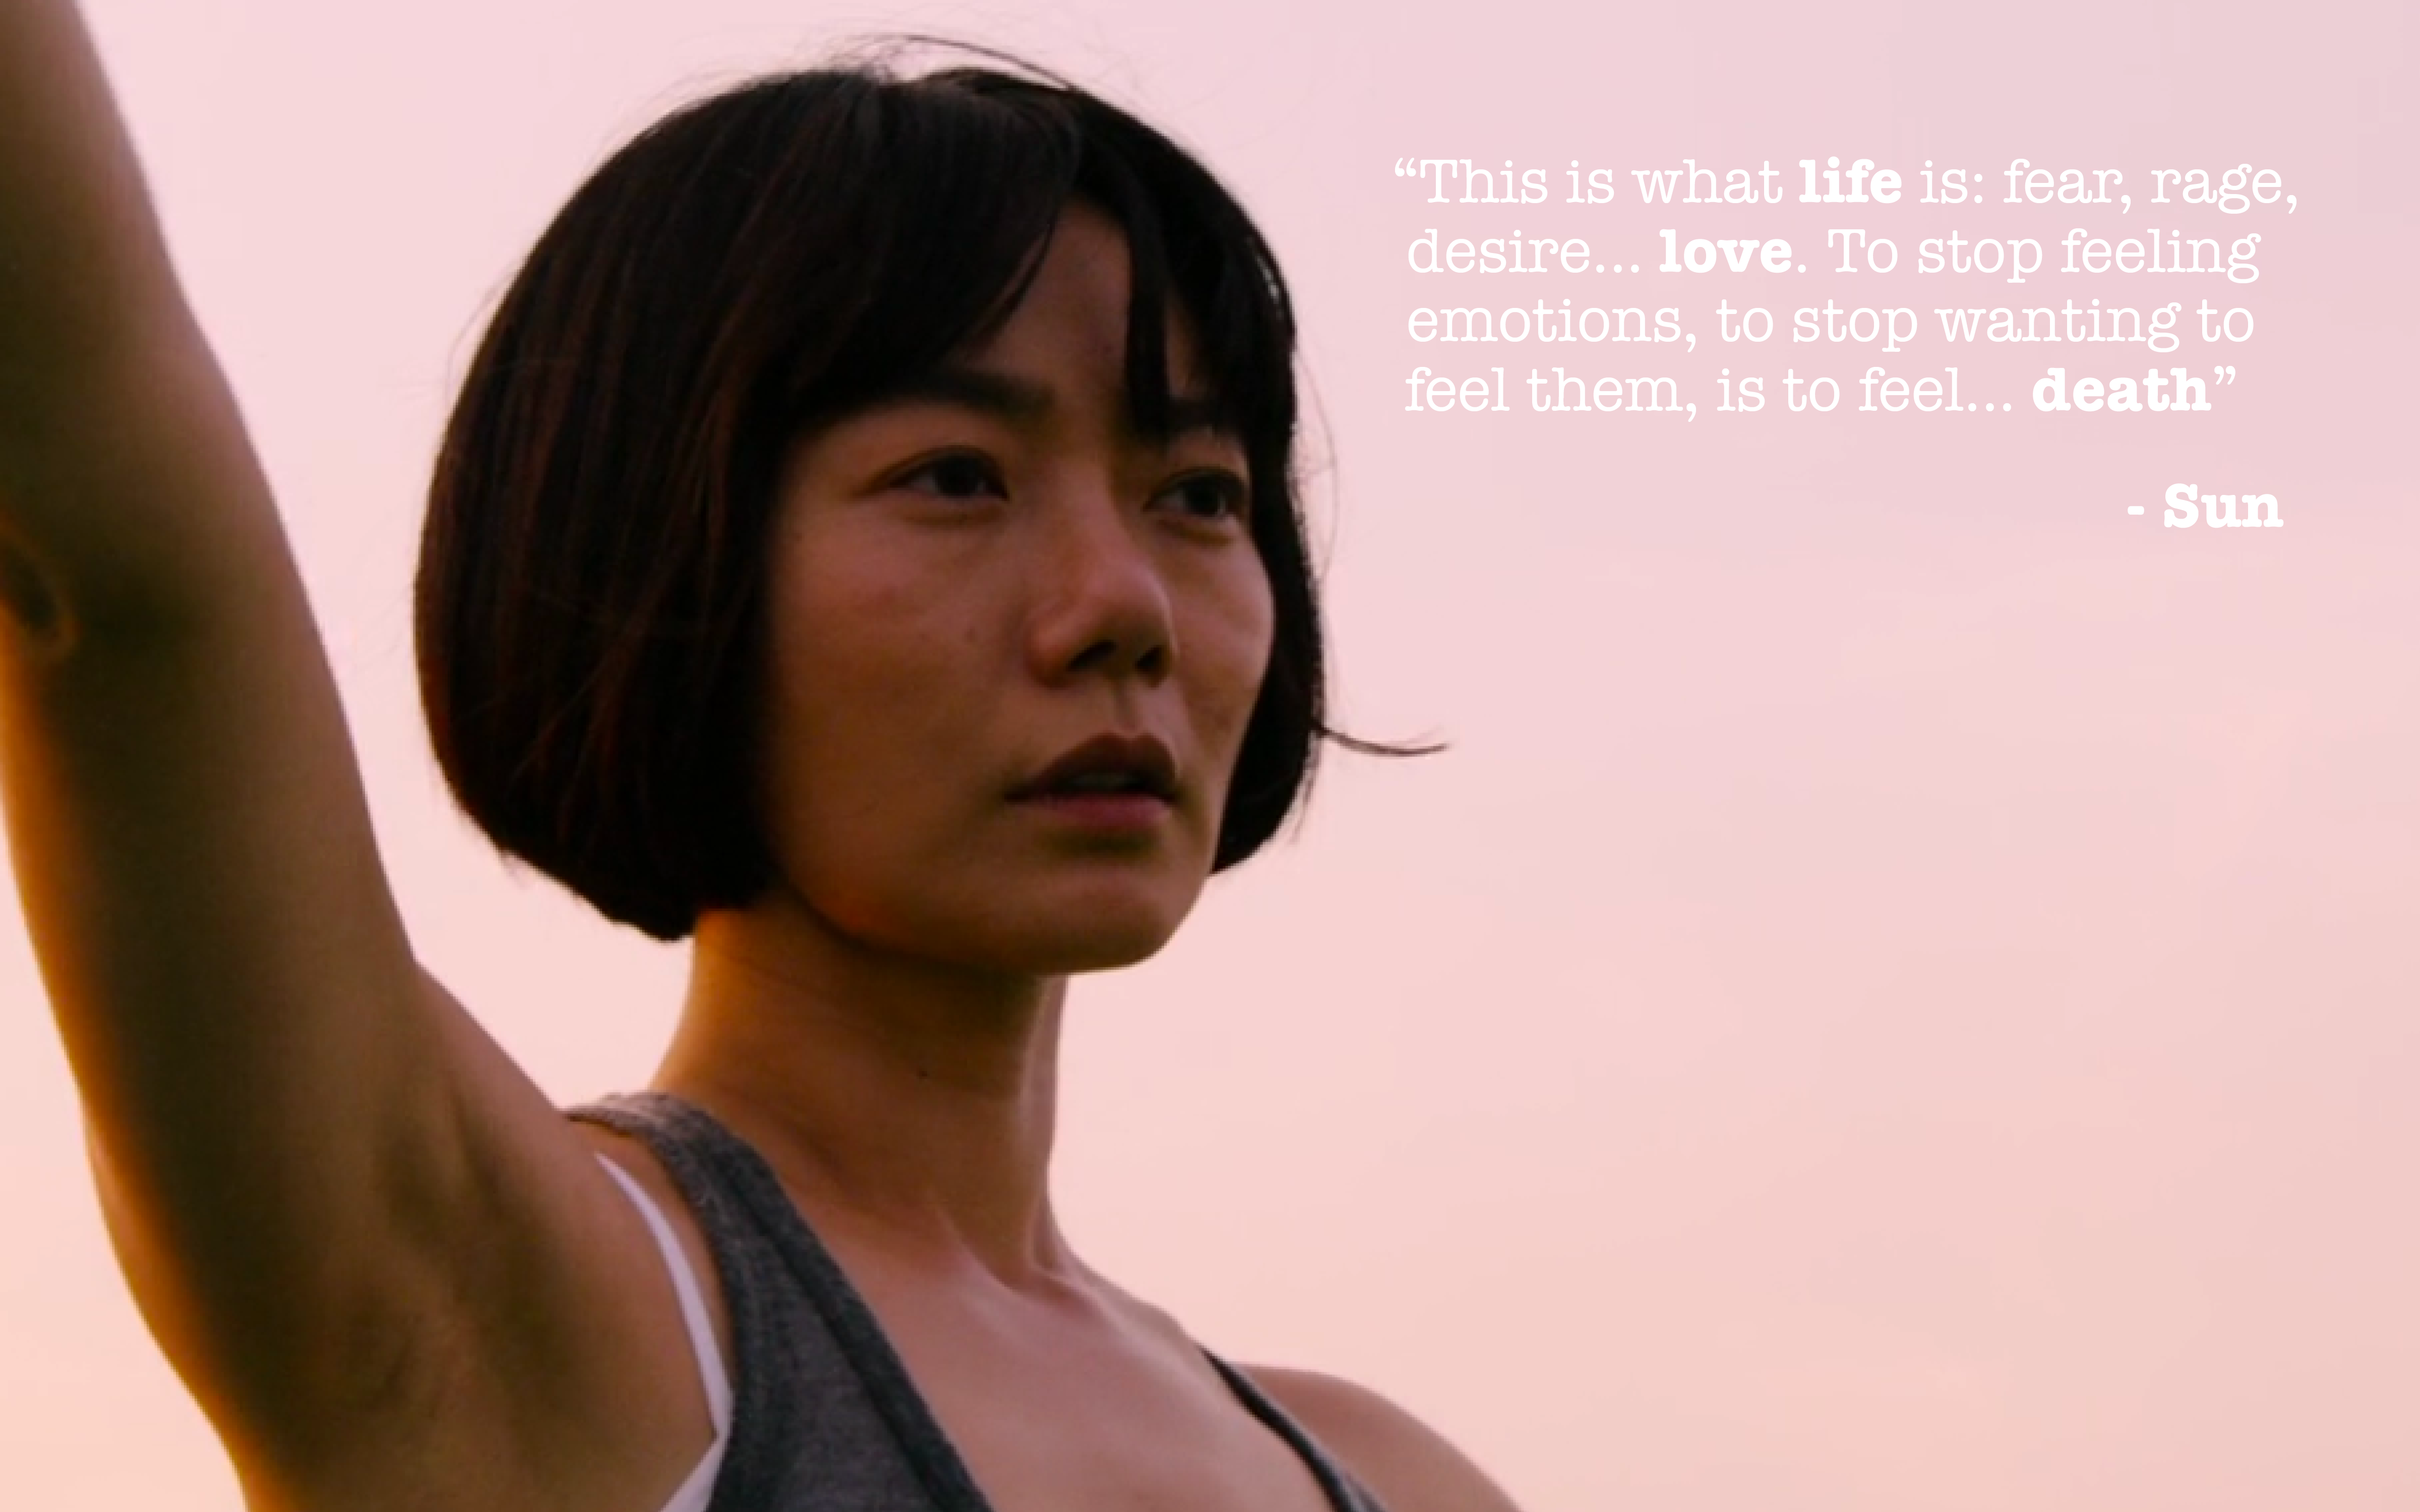 “This is what life is: fear, rage,
desire... love. To stop feeling
emotions, to stop wanting to
feel them, is to feel... death”
- Sun